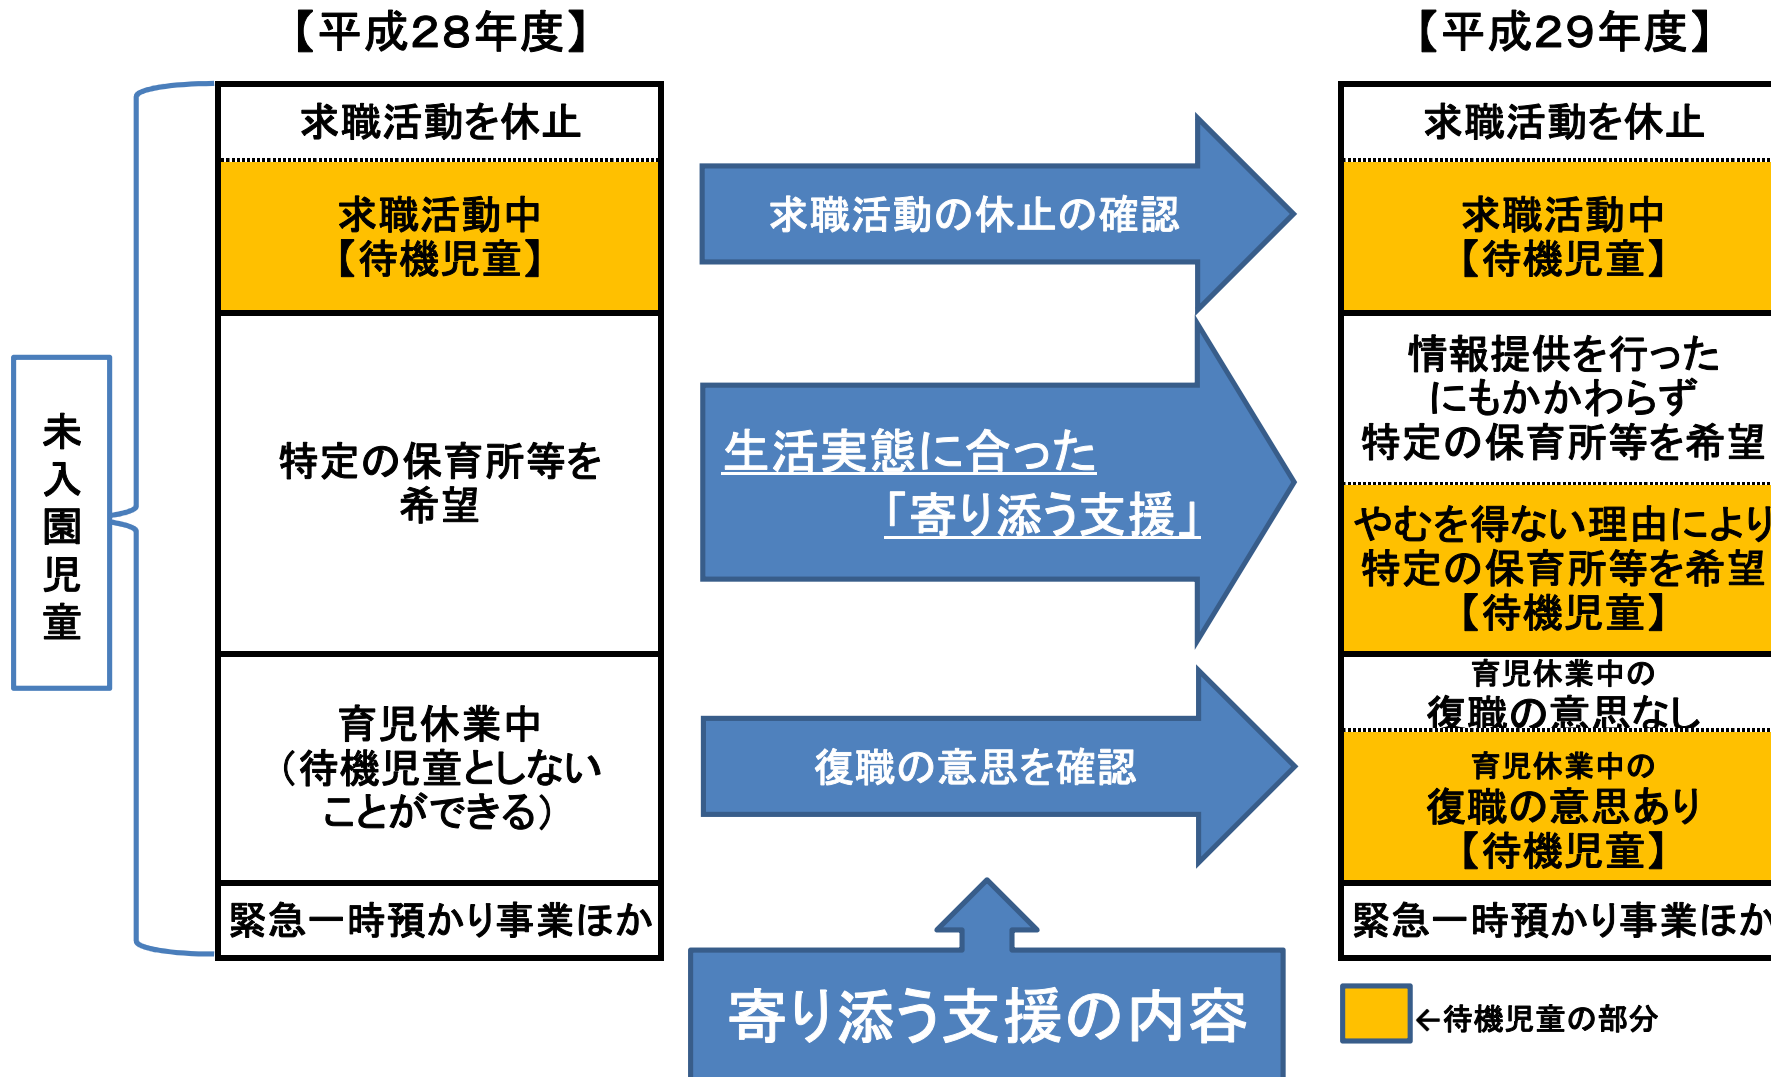 【平成28年度】
【平成29年度】
未入園児童
求職活動を休止
求職活動中
【待機児童】
特定の保育所等を
希望
育児休業中
（待機児童としない
ことができる）
緊急一時預かり事業ほか
求職活動の休止の確認
生活実態に合った
「寄り添う支援」
復職の意思を確認
寄り添う支援の内容
求職活動を休止
求職活動中
【待機児童】
情報提供を行った
にもかかわらず
特定の保育所等を希望
やむを得ない理由により
特定の保育所等を希望
【待機児童】
育児休業中の
復職の意思なし
育児休業中の
復職の意思あり
【待機児童】
緊急一時預かり事業ほか
←待機児童の部分